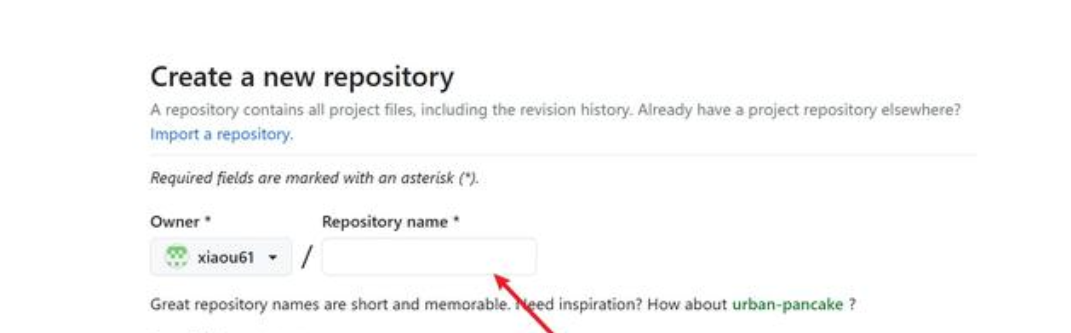 Create a new repository
A repository contains all project files, including the revision history. Already have a project repository elsewhere?
Import a repository.
Required fields are marked with an asterisk (*).
Owner * Repository name *
xiaou61 /
Great repository names are short and memorable. Need inspiration? How about urban-pancake ?